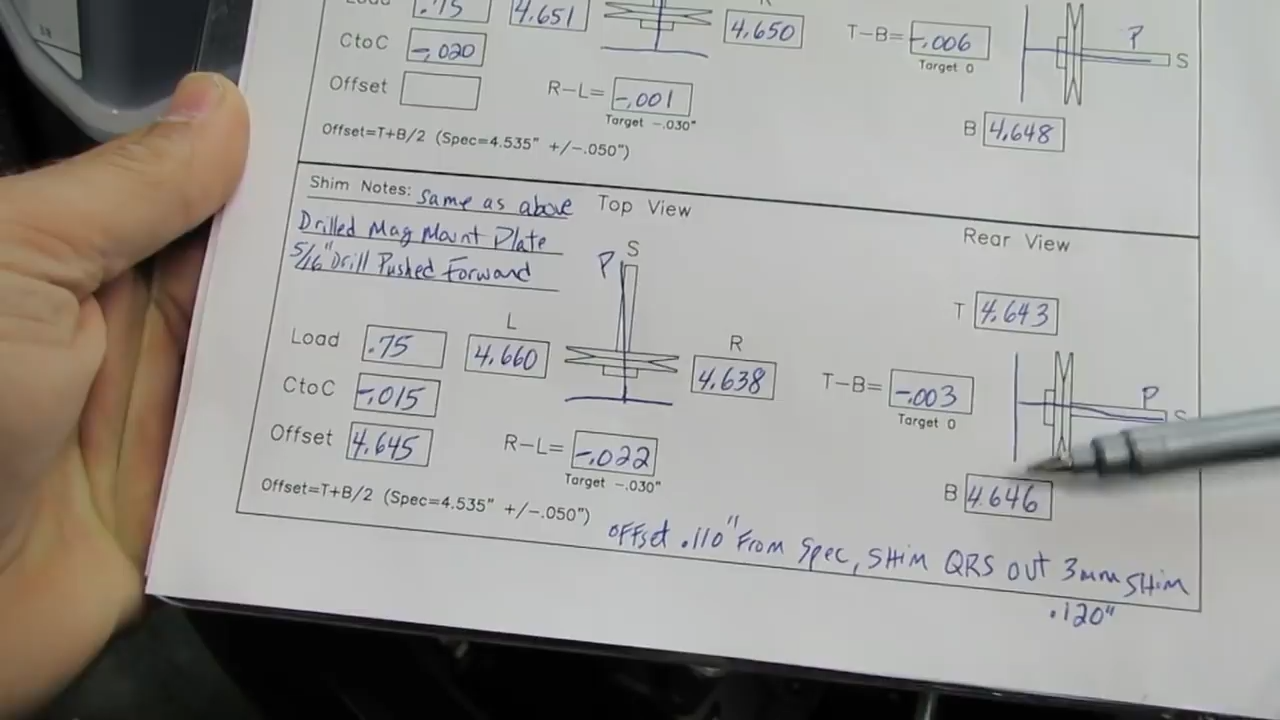 Load .75 4.651 4.650
CtoC -.020
Offset
R-L= -.001
Target -.030"
T-B= -.006
Target 0
P
S
B 4.648
Offset=T+B/2 (Spec=4.535" +/-.050")
Shim Notes: Same as above
Drilled Mag Mount Plate
5/16" Drill Pushed Forward
Top View
P S
Rear View
T 4.643
Load .75
L
4.660
R
4.638
CtoC -.015
Offset 4.645
R-L= -.022
Target -.030"
T-B= -.003
Target 0
P
S
B 4.646
Offset=T+B/2 (Spec=4.535" +/-.050")
OFFset .110" From Spec, SHim QRS out 3mm SHim
.120"